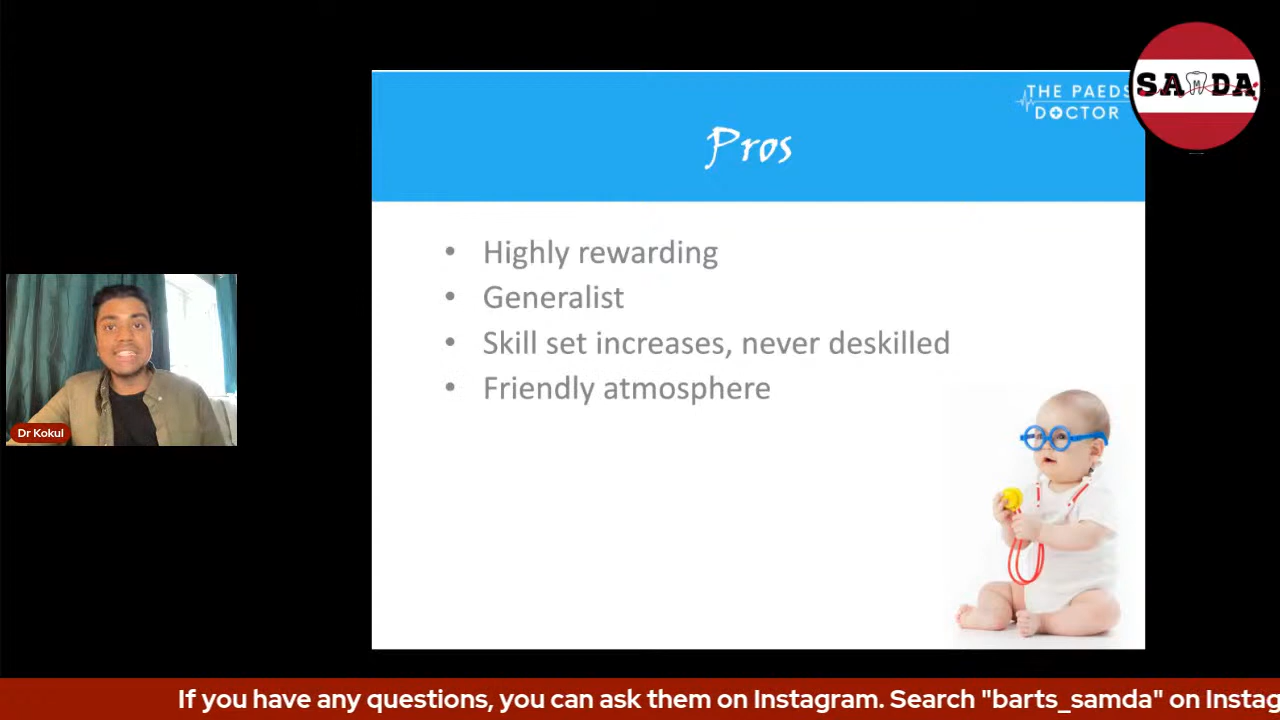 THE PAEDS
DOCTOR
SAMDA
Pros
• Highly rewarding
• Generalist
• Skill set increases, never deskilled
• Friendly atmosphere
Dr Kokul
If you have any questions, you can ask them on Instagram. Search "barts_samda" on Instag